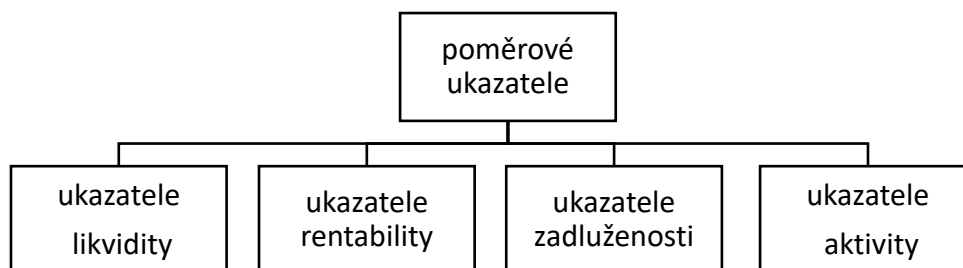 poměrové
ukazatele
ukazatele
likvidity
ukazatele
rentability
ukazatele
zadluženosti
ukazatele
aktivity